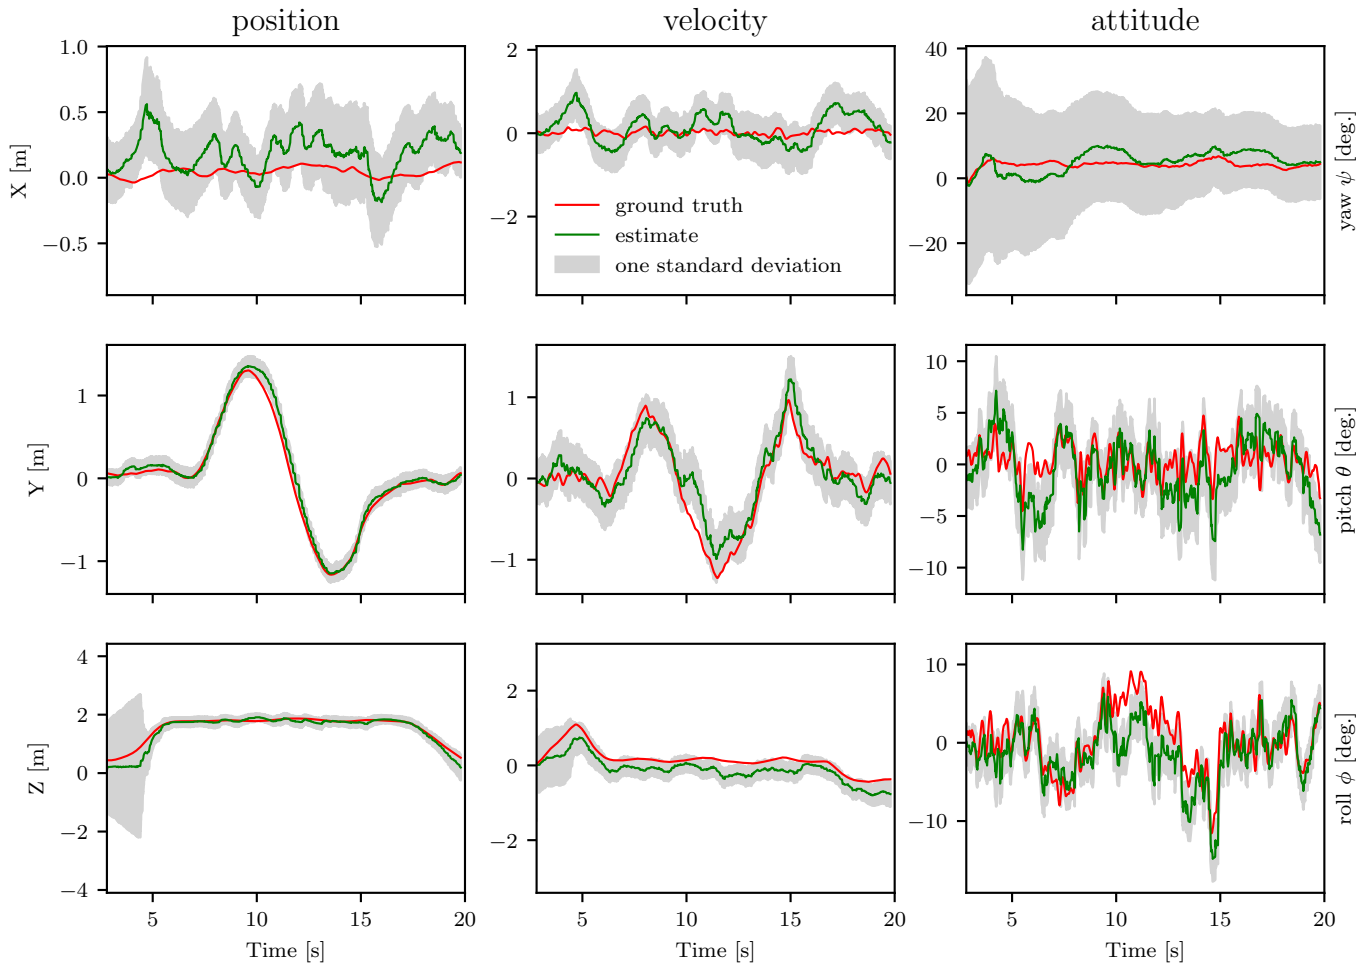 position velocity attitude
1.0
0.5
0.0
−0.5
X [m]
2
0
−2
ground truth
estimate
one standard deviation
40
20
0
−20
yaw ψ [deg.]
1
0
−1
Y [m]
1
0
−1
10
5
0
−5
−10
pitch θ [deg.]
4
2
0
−2
−4
Z [m]
2
0
−2
10
0
−10
roll ϕ [deg.]
5 10 15 20 5 10 15 20 5 10 15 20
Time [s] Time [s] Time [s]